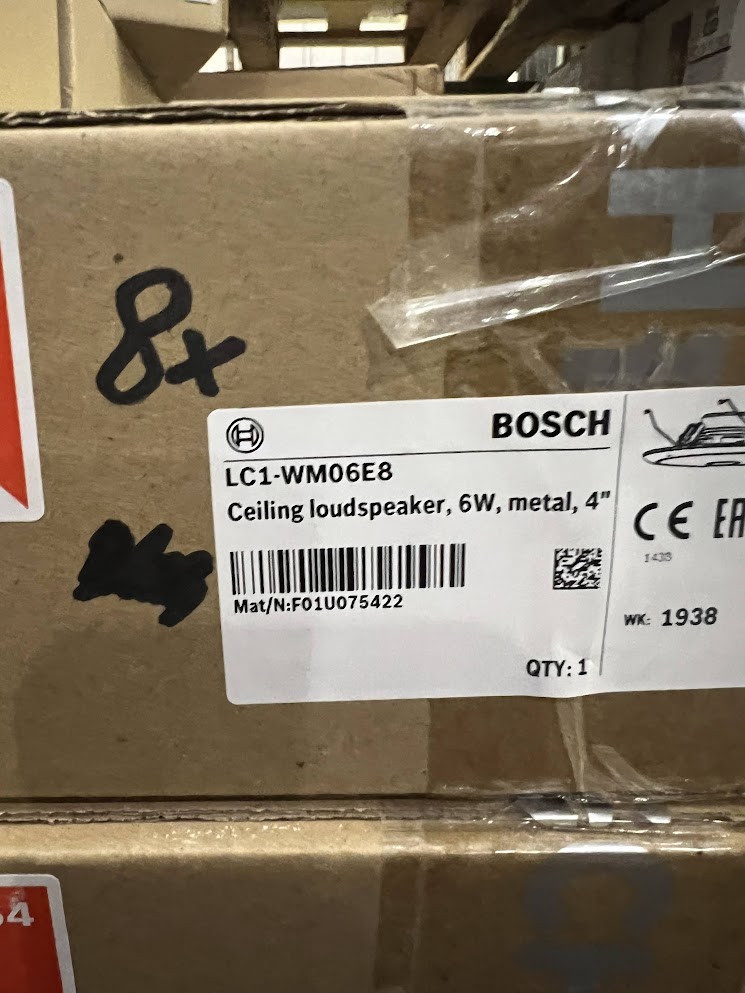 8x
BOSCH
LC1-WM06E8
Ceiling loudspeaker, 6W, metal, 4"
Mat/N:F01U075422
QTY: 1
CE
1438
WK: 1938